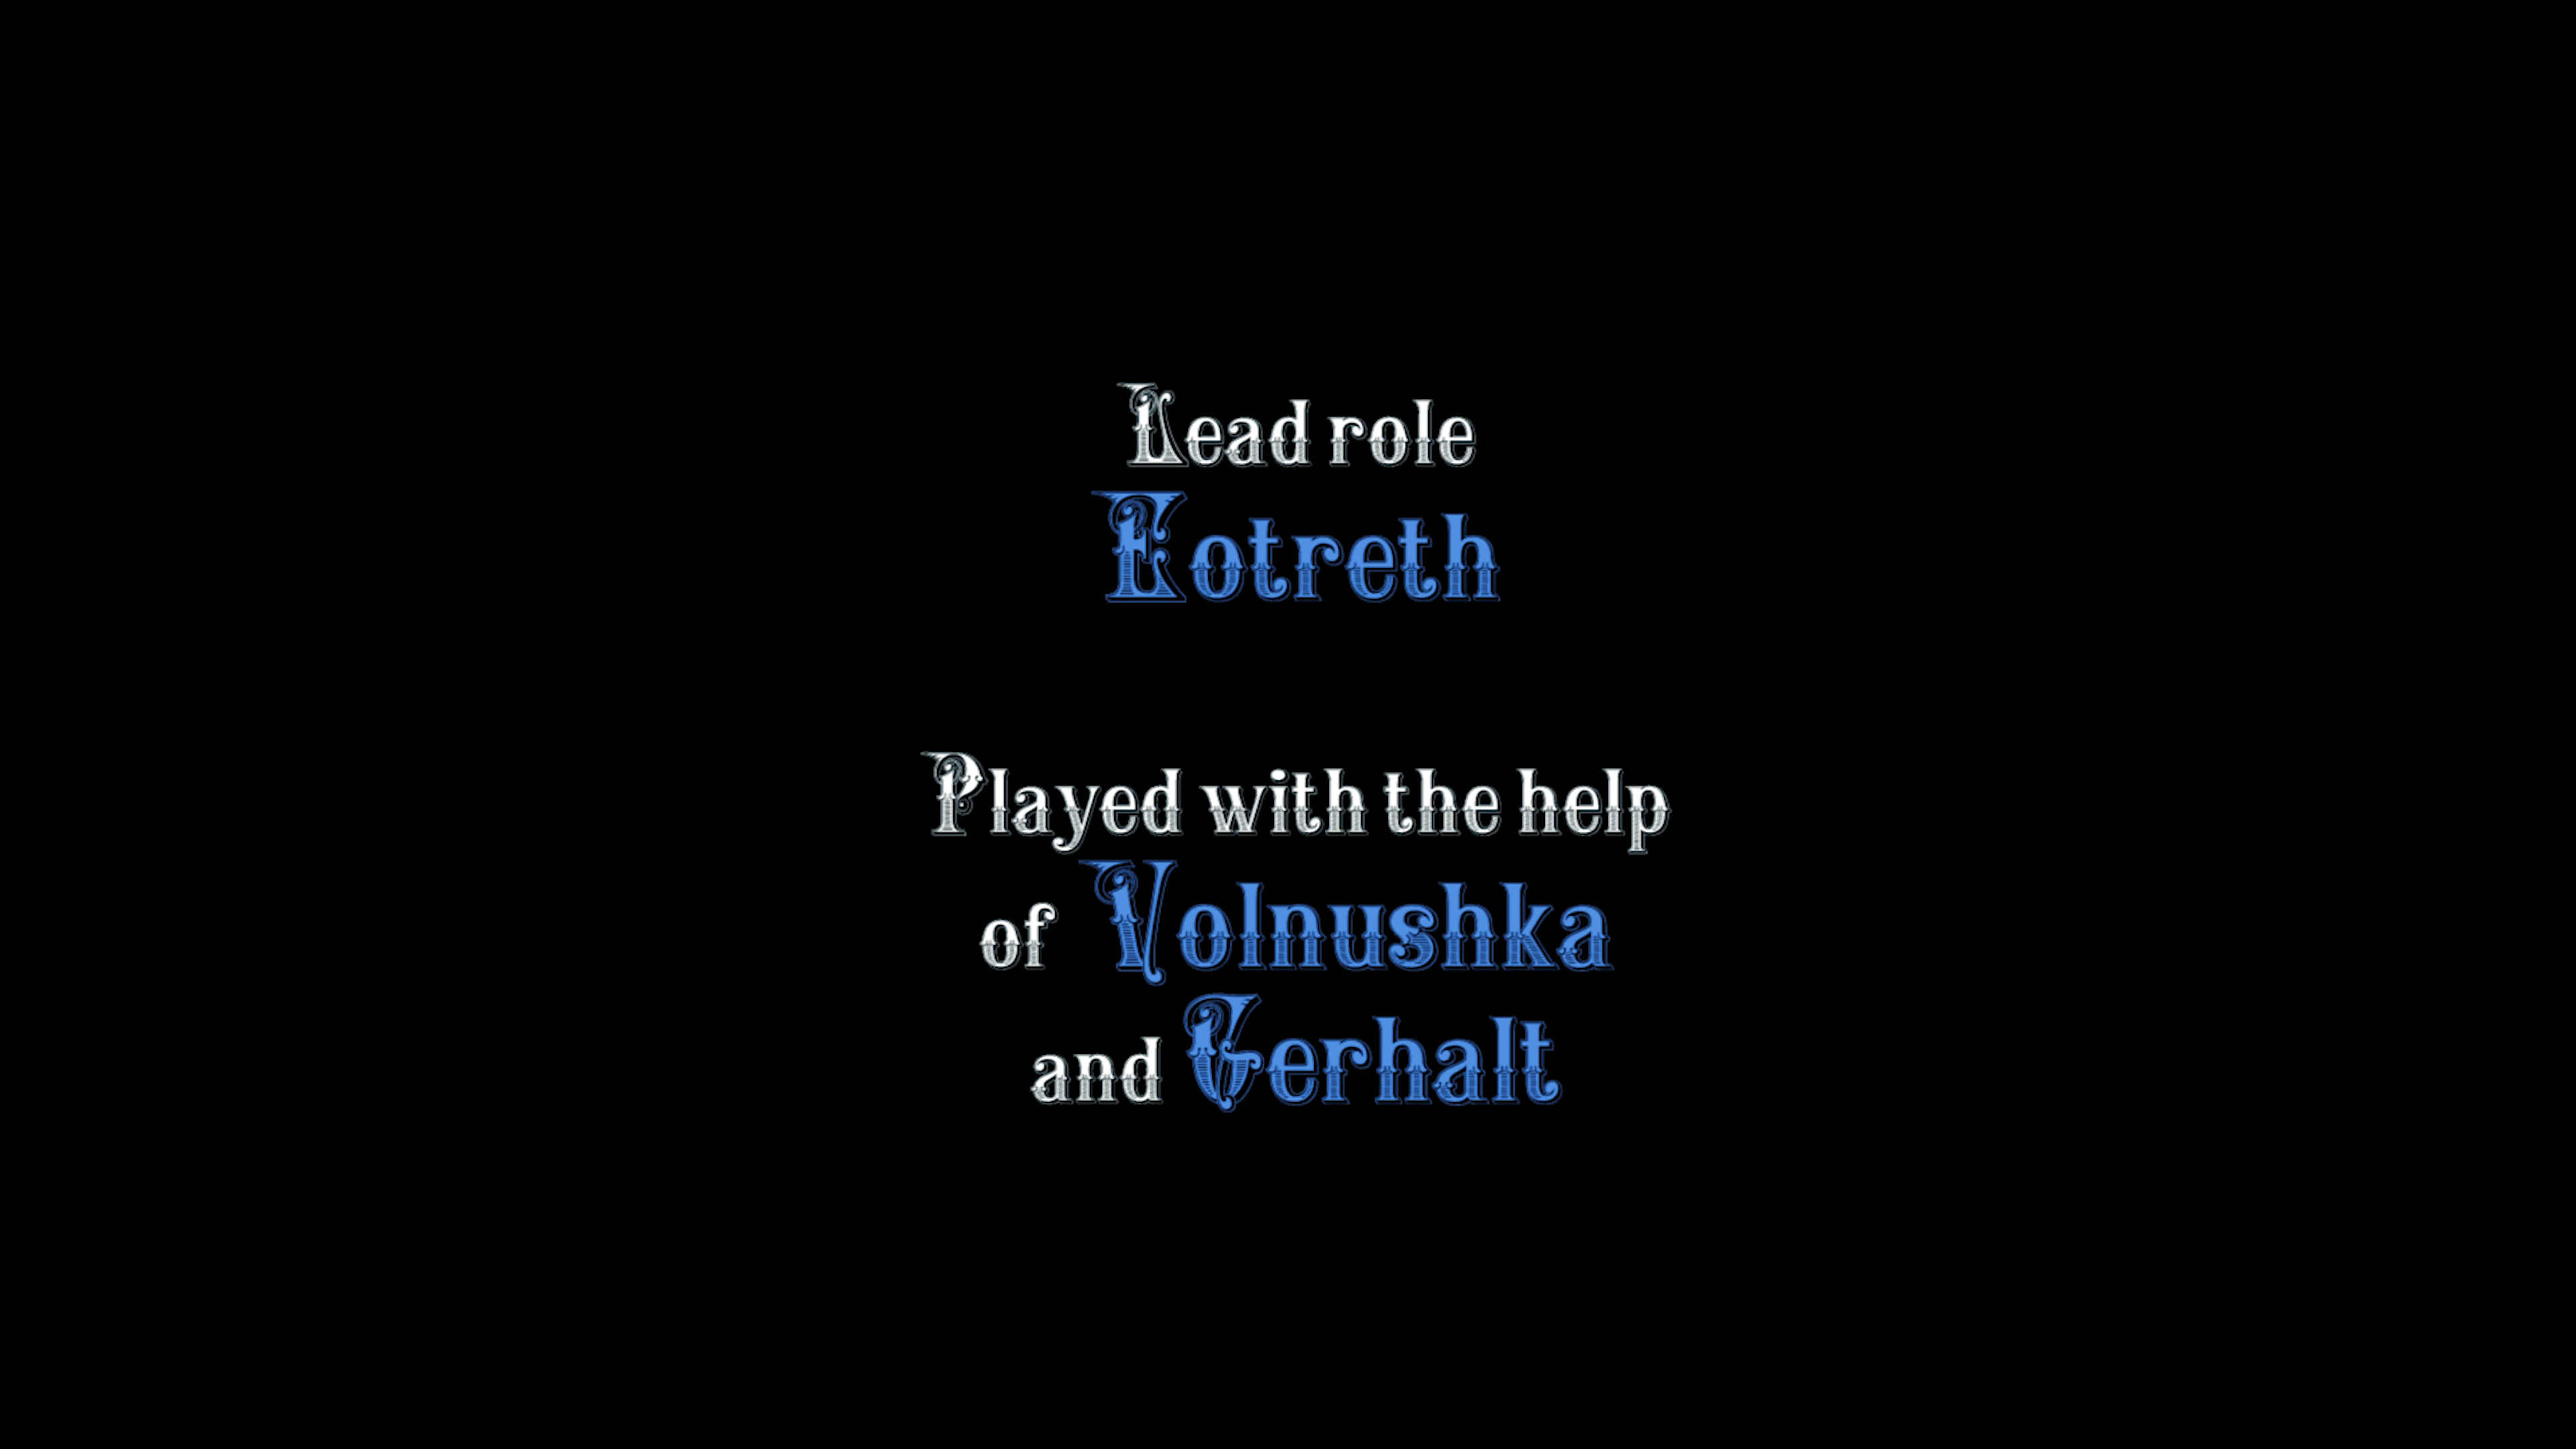 Lead role
Eotreth
Played with the help
of Volnushka
and Gerhalt